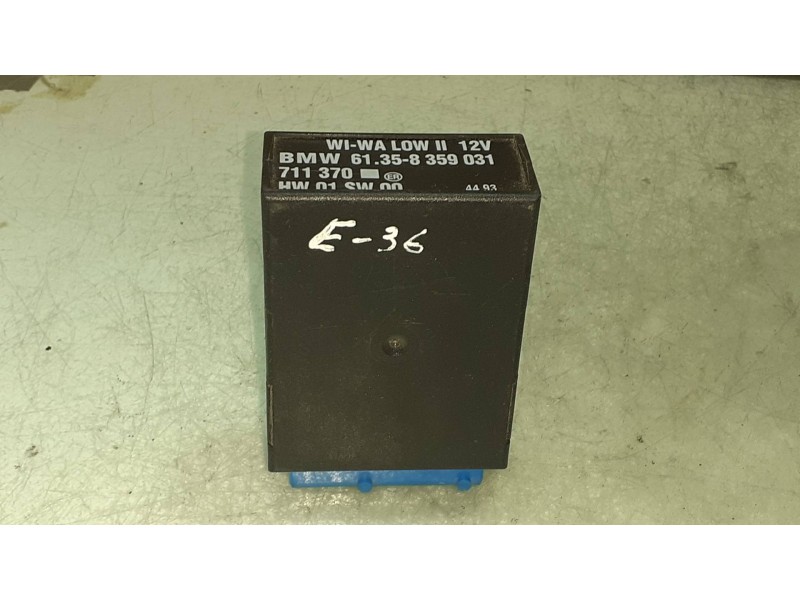 WI-WA LOW II 12V
BMW 61.35-8 359 031
711 370 ER
HW 01 SW 00 44 93
E-36